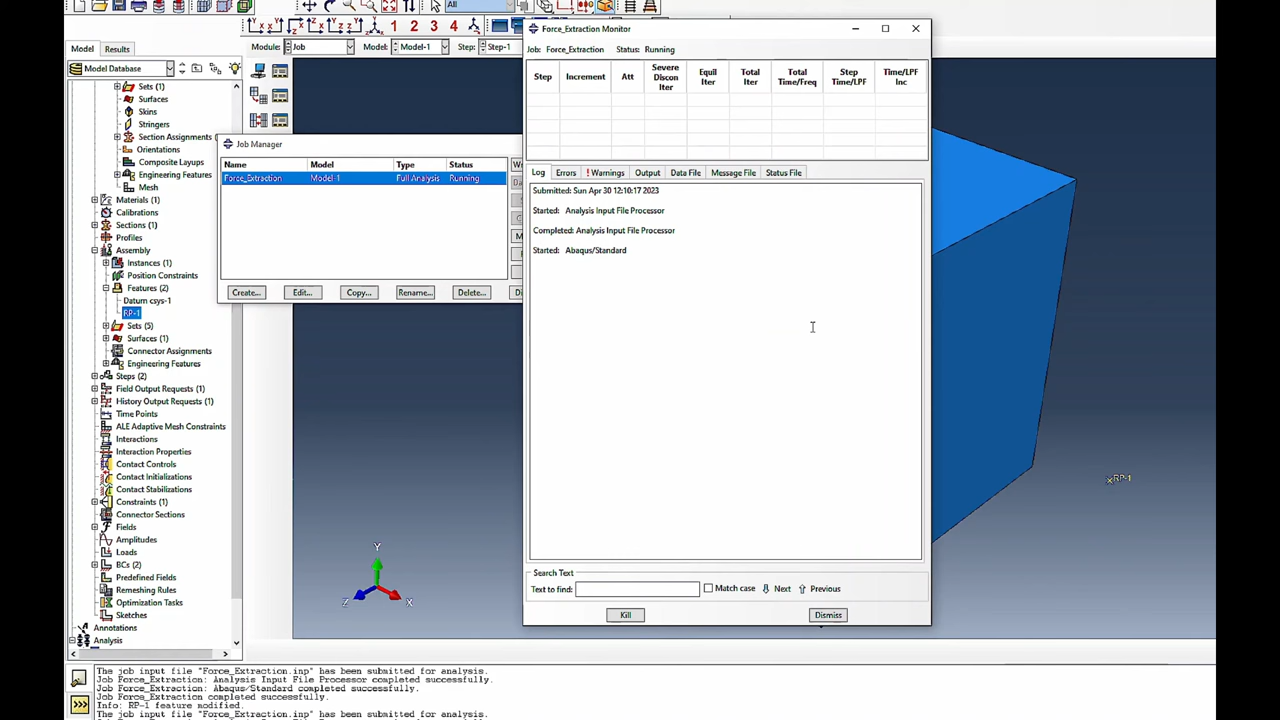 All
1 2 3 4
Module: Job Model: Model-1 Step: Step-1
Model Results
Model Database
Sets (1)
Surfaces
Skins
Stringers
Section Assignments (
Orientations
Composite Layups
Engineering Features
Mesh
Materials (1)
Calibrations
Sections (1)
Profiles
Assembly
Instances (1)
Position Constraints
Features (2)
Datum csys-1
RP-1
Sets (5)
Surfaces (1)
Connector Assignments
Engineering Features
Steps (2)
Field Output Requests (1)
History Output Requests (1)
Time Points
ALE Adaptive Mesh Constraints
Interactions
Interaction Properties
Contact Controls
Contact Initializations
Contact Stabilizations
Constraints (1)
Connector Sections
Fields
Amplitudes
Loads
BCs (2)
Predefined Fields
Remeshing Rules
Optimization Tasks
Sketches
Annotations
Analysis
Job Manager
Name Model Type Status
Force_Extraction Model-1 Full Analysis Running
Create... Edit... Copy... Rename... Delete... Di
Force_Extraction Monitor
Job: Force_Extraction Status: Running
Step Increment Att Severe Discon Iter Equil Iter Total Iter Total Time/Freq Step Time/LPF Time/LPF Inc
Log Errors ! Warnings Output Data File Message File Status File
Submitted: Sun Apr 30 12:10:17 2023
Started: Analysis Input File Processor
Completed: Analysis Input File Processor
Started: Abaqus/Standard
Search Text
Text to find: Match case Next Previous
Kill Dismiss
RP-1
Y
Z X
The job input file "Force_Extraction.inp" has been submitted for analysis.
Job Force_Extraction: Analysis Input File Processor completed successfully.
Job Force_Extraction: Abaqus/Standard completed successfully.
Job Force_Extraction completed successfully.
Info: RP-1 feature modified.
The job input file "Force_Extraction.inp" has been submitted for analysis.
>>>